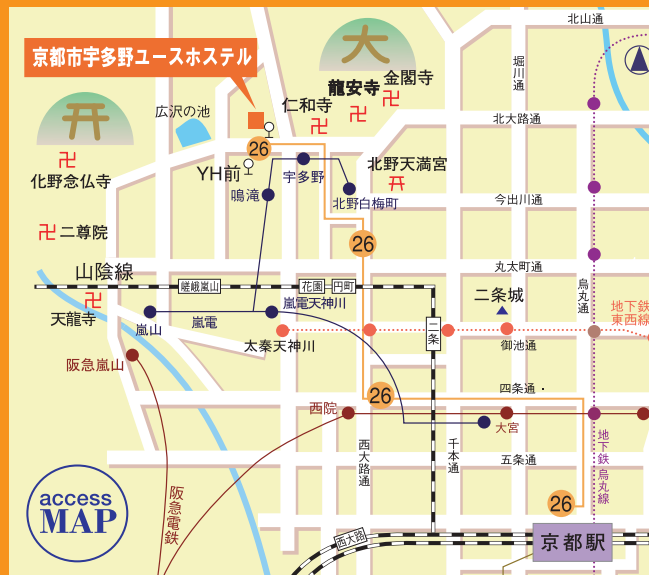 北山通
京都市宇多野ユースホステル
堀川通
金閣寺
龍安寺
仁和寺
広沢の池
北大路通
26
北野天満宮
YH前
宇多野
化野念仏寺
鳴滝
北野白梅町
今出川通
二尊院
26
丸太町通
山陰線
嵯峨嵐山
花園
円町
烏丸通
二条城
嵐電天神川
地下鉄
東西線
天龍寺
嵐山
嵐電
二条
太秦天神川
御池通
阪急嵐山
26
四条通
西院
大宮
西大路通
千本通
五条通
地下鉄烏丸線
阪急電鉄
access
MAP
26
西大路
京都駅